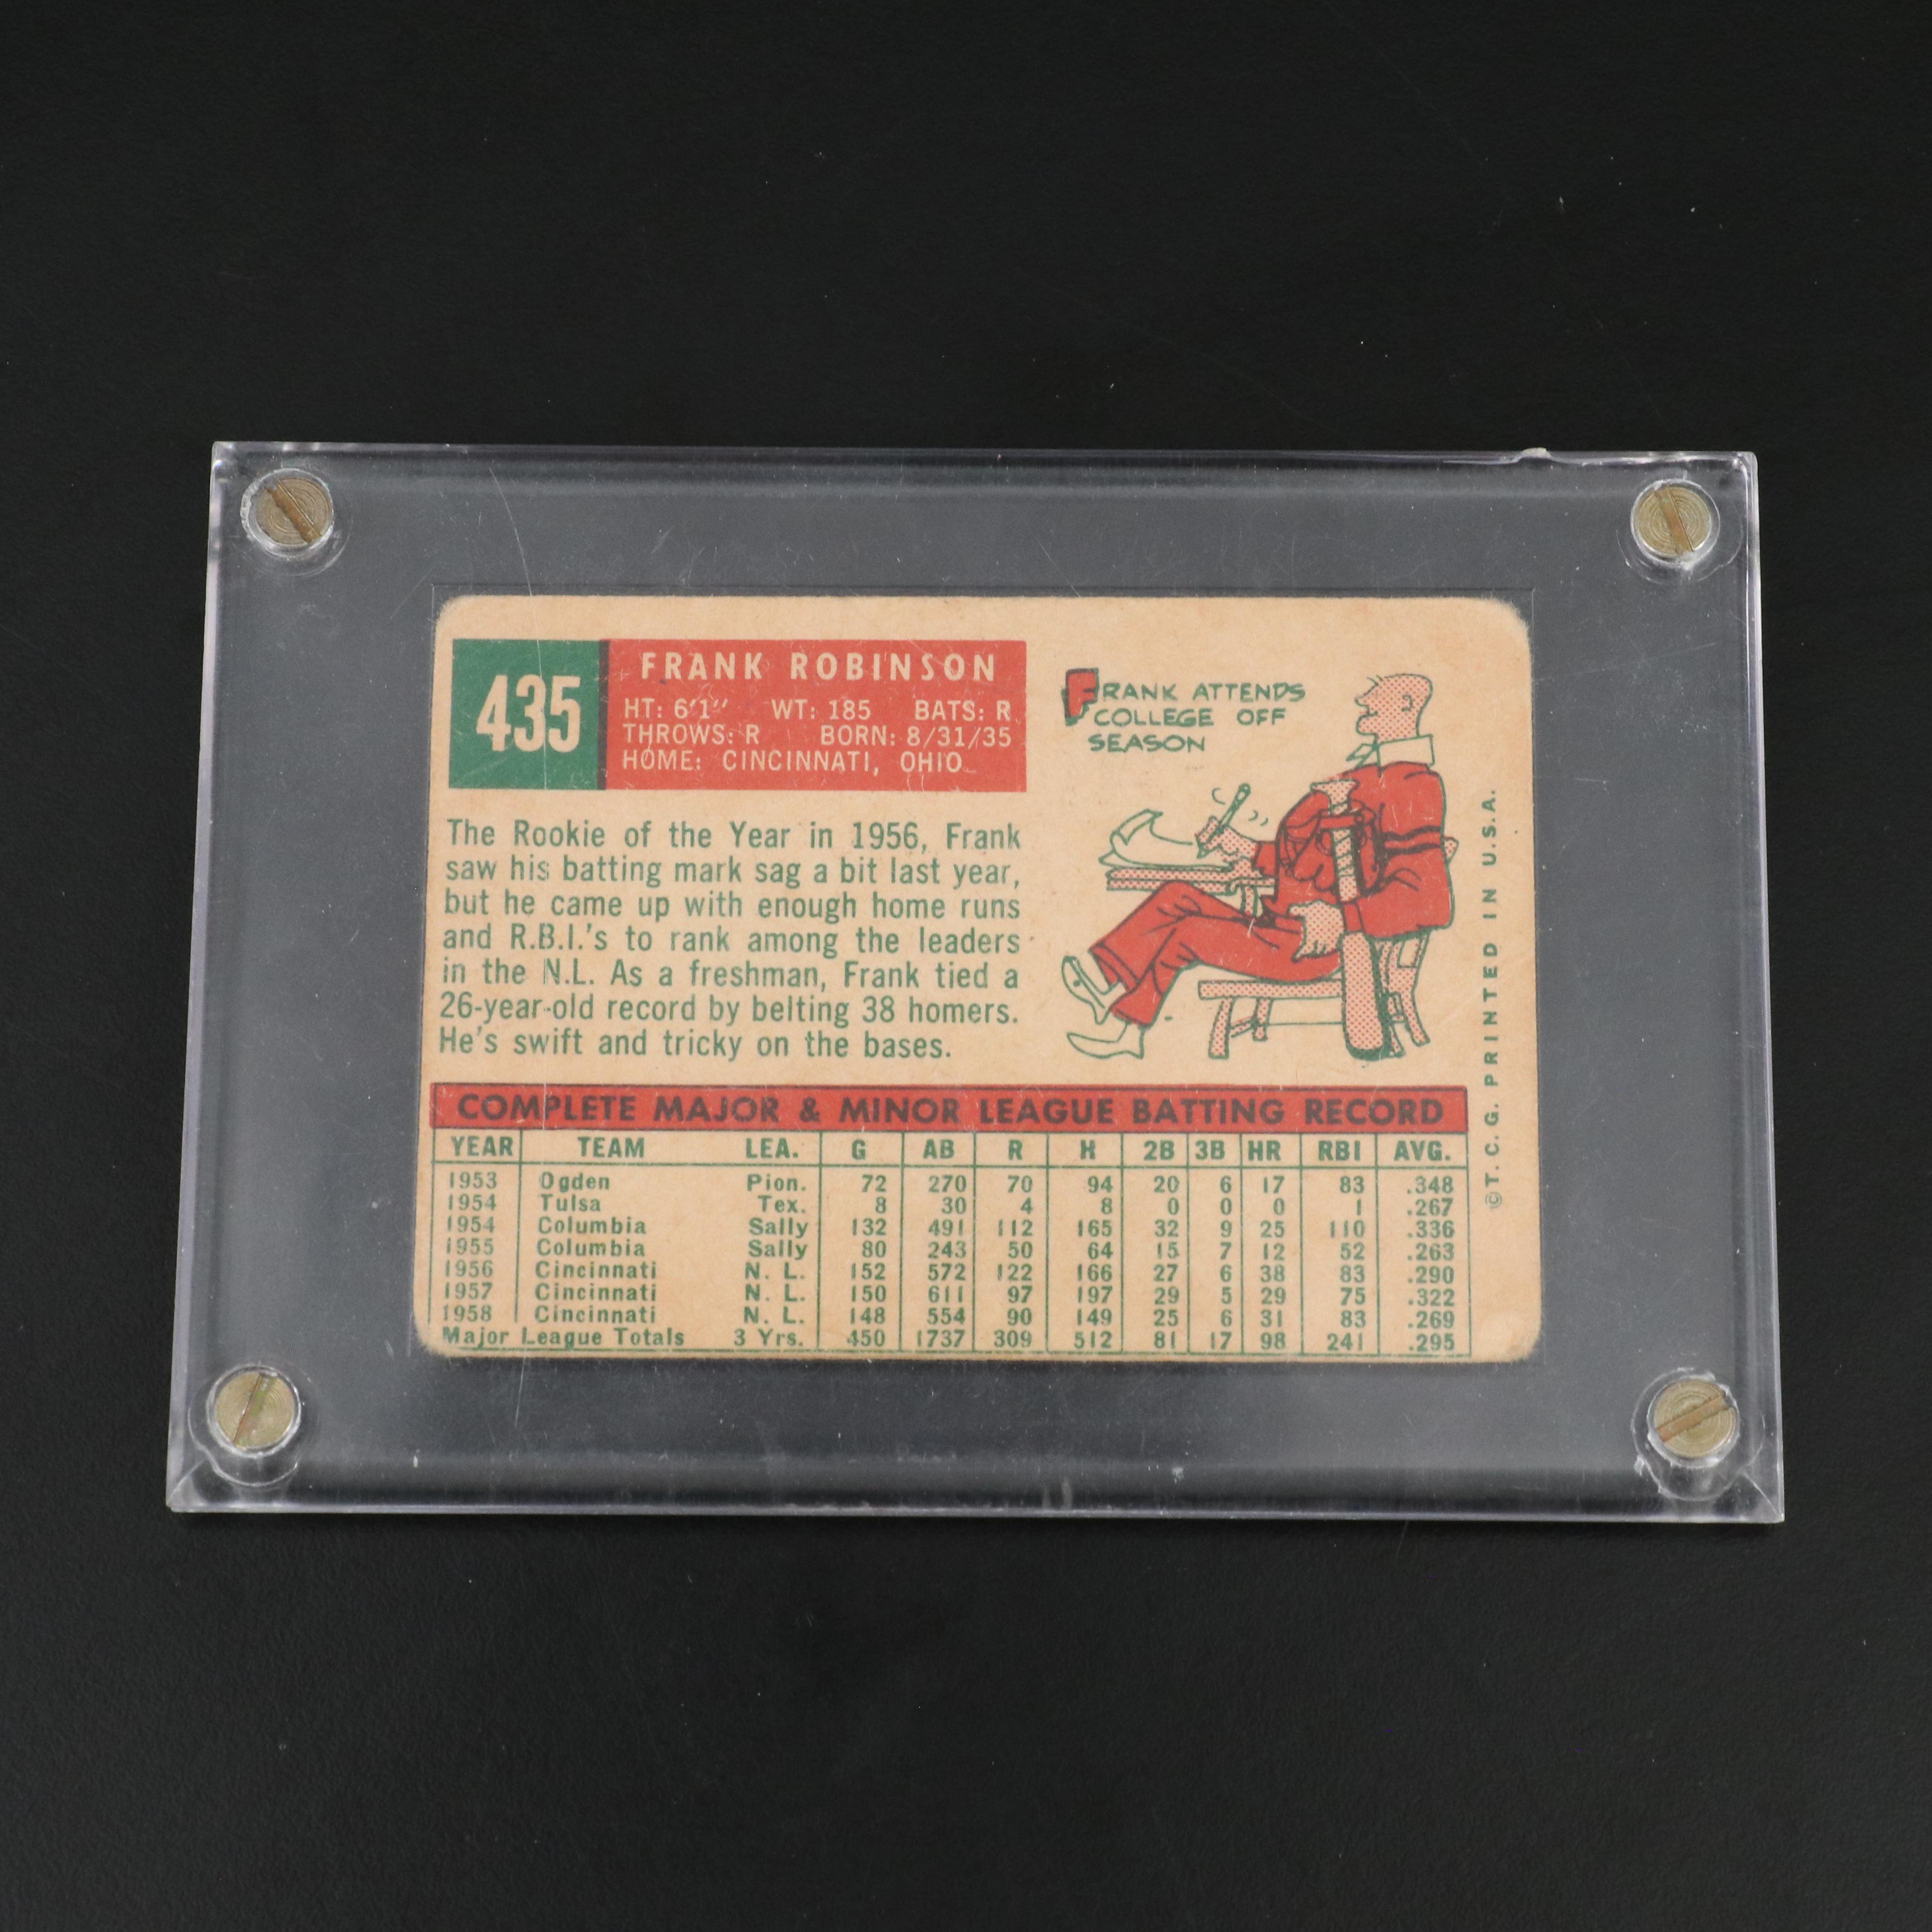 435
FRANK ROBINSON
HT: 6'1" WT: 185 BATS: R
THROWS: R BORN: 8/31/35
HOME: CINCINNATI, OHIO
The Rookie of the Year in 1956, Frank
saw his batting mark sag a bit last year,
but he came up with enough home runs
and R.B.I.'s to rank among the leaders
in the N.L. As a freshman, Frank tied a
26-year-old record by belting 38 homers.
He's swift and tricky on the bases.
FRANK ATTENDS
COLLEGE OFF
SEASON
COMPLETE MAJOR & MINOR LEAGUE BATTING RECORD
YEAR TEAM LEA. G AB R H 2B 3B HR RBI AVG.
1953 Ogden Pion. 72 270 70 94 20 6 17 83 .348
1954 Tulsa Tex. 8 30 4 8 0 0 0 1 .267
1954 Columbia Sally 132 491 112 165 32 9 25 110 .336
1955 Columbia Sally 80 243 50 64 15 7 12 52 .263
1956 Cincinnati N. L. 152 572 122 166 27 6 38 83 .290
1957 Cincinnati N. L. 150 611 97 197 29 5 29 75 .322
1958 Cincinnati N. L. 148 554 90 149 25 6 31 83 .269
Major League Totals 3 Yrs. 450 1737 309 512 81 17 98 241 .295
©T. C. G. PRINTED IN U.S.A.